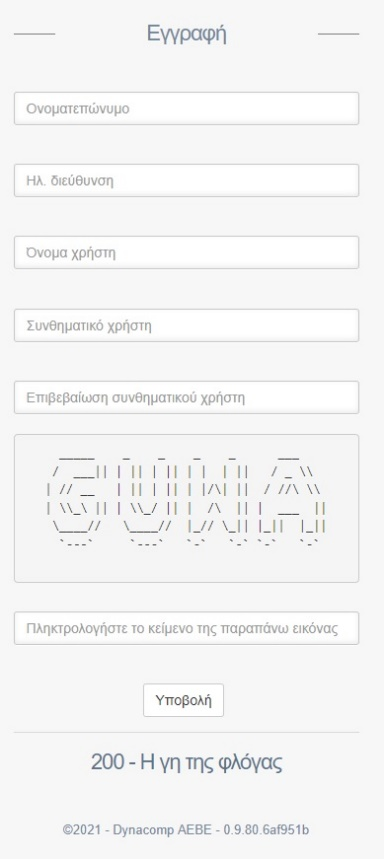 Εγγραφή
Ονοματεπώνυμο
Ηλ. διεύθυνση
Όνομα χρήστη
Συνθηματικό χρήστη
Επιβεβαίωση συνθηματικού χρήστη
Πληκτρολογήστε το κείμενο της παραπάνω εικόνας
Υποβολή
200 - Η γη της φλόγας
©2021 - Dynacomp ΑΕΒΕ - 0.9.80.6af951b